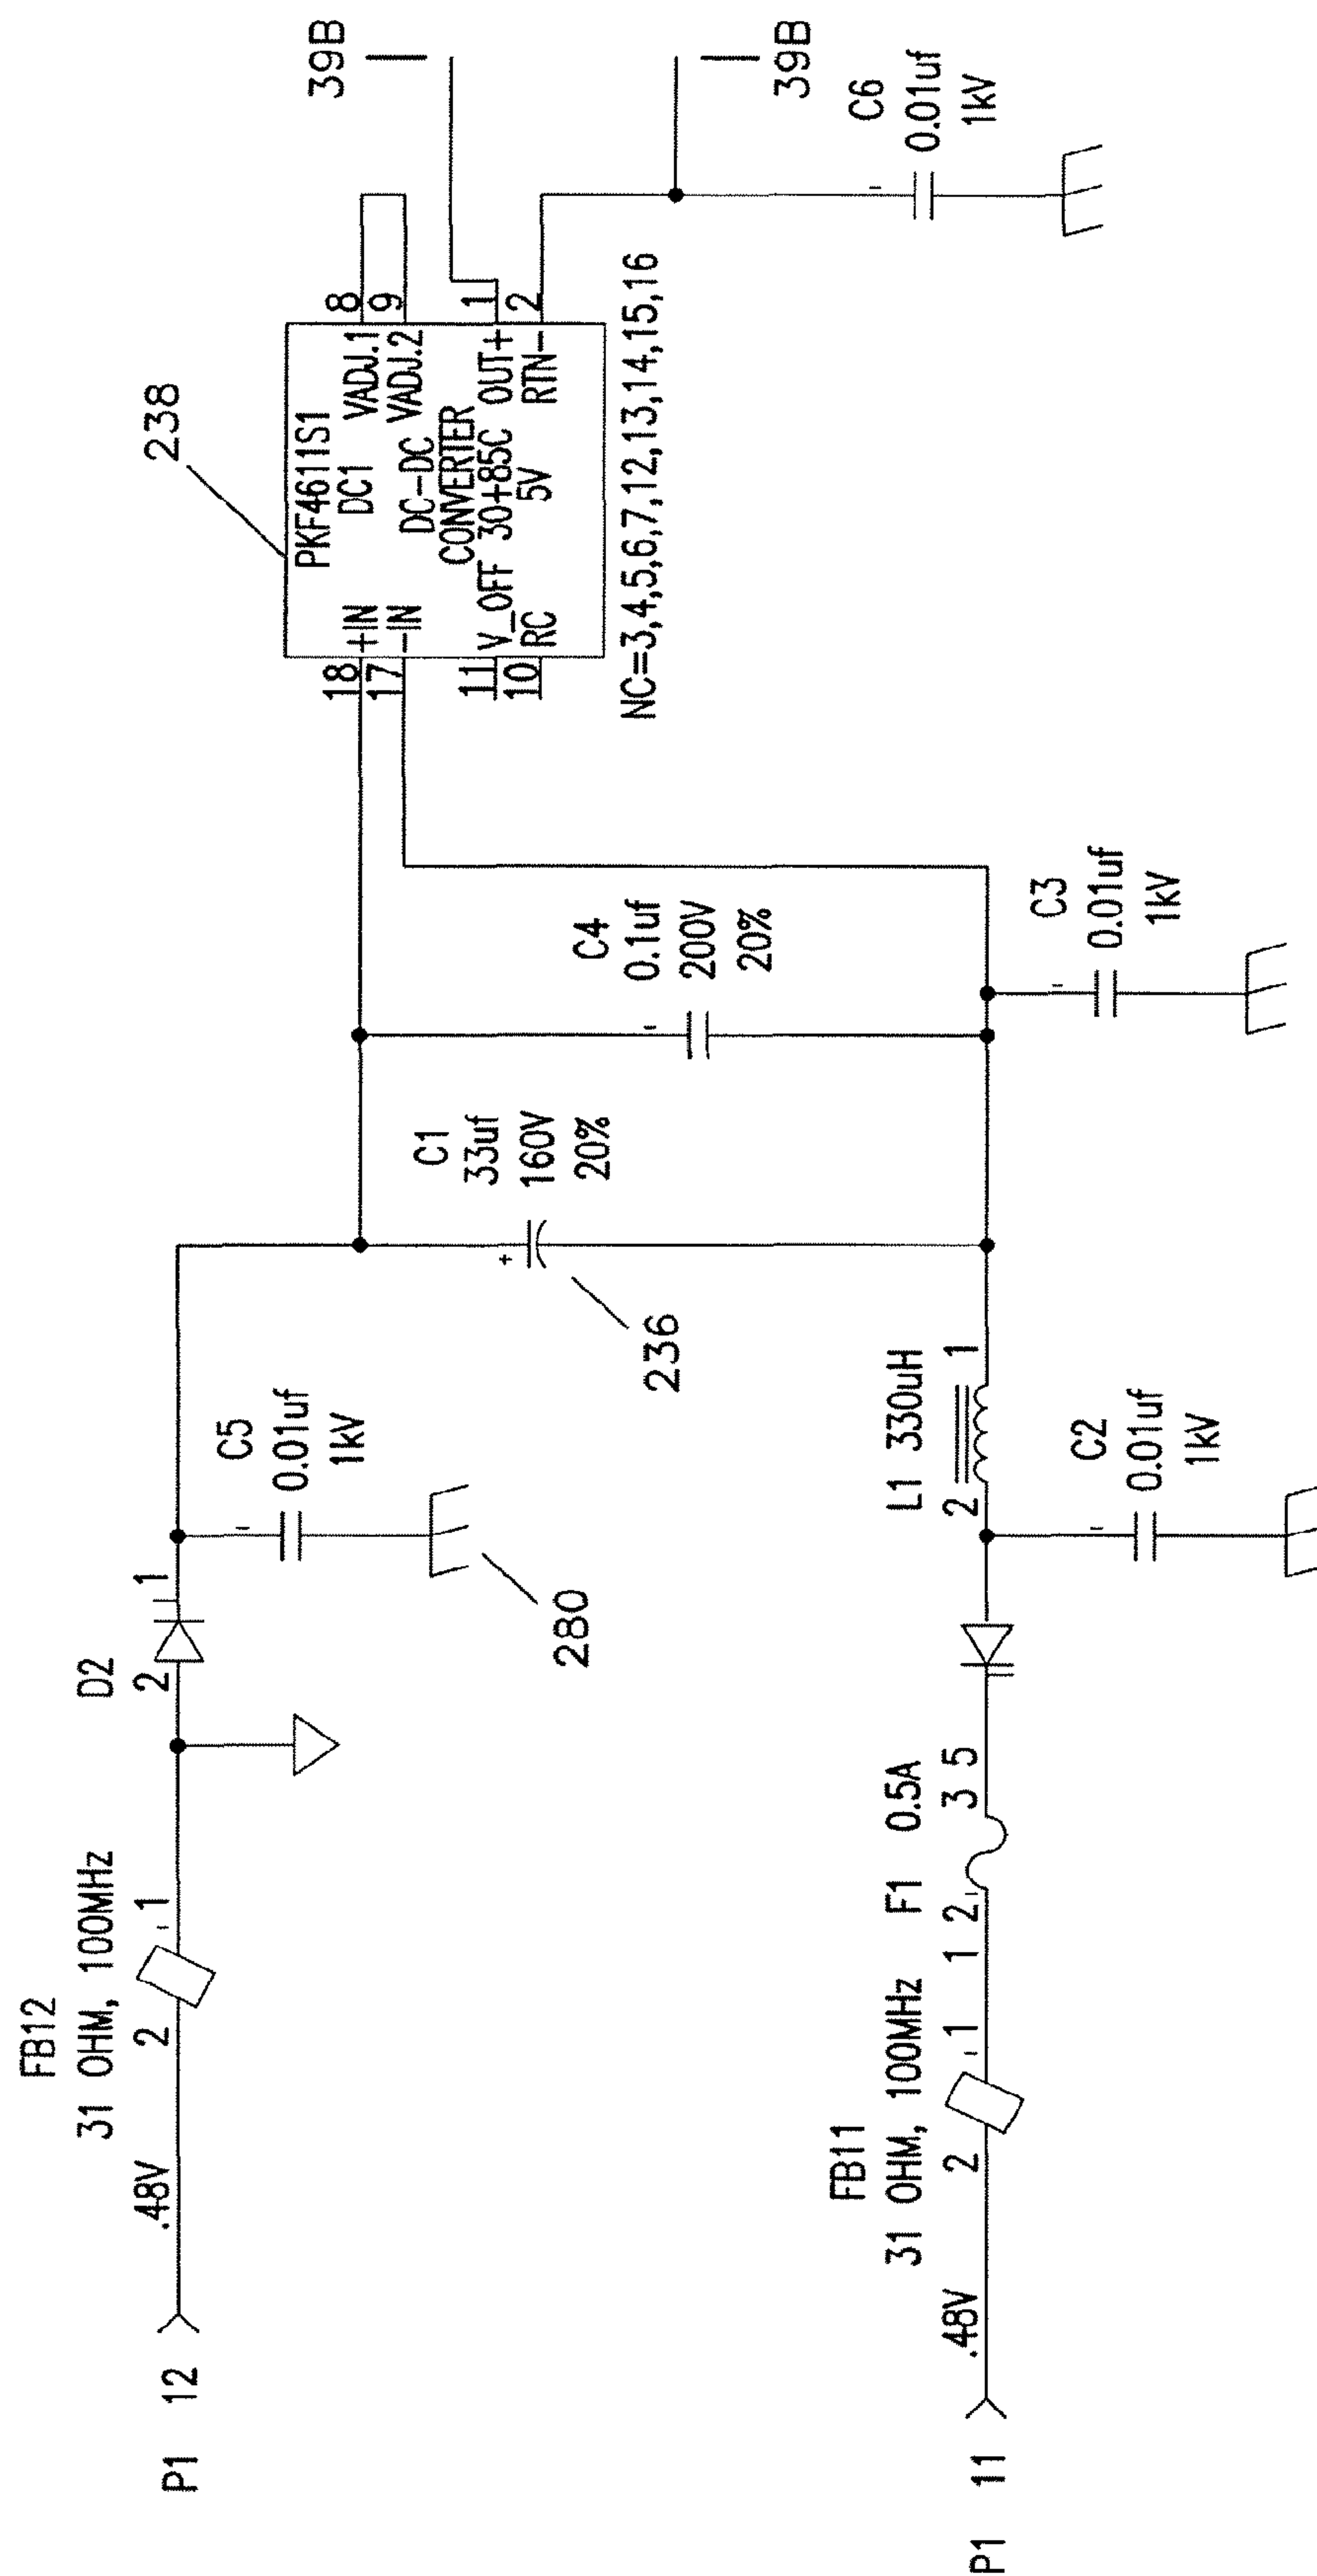 FB12
31 OHM, 100MHz
P1 12
.48V
2 1
D2
2 1
C5
0.01uf
1kV
280
238
PKF4611S1
DC1
DC-DC
CONVERTER
30+85C
5V
18 +IN
17 -IN
11 V_OFF
10 RC
VADJ.1 8
VADJ.2 9
OUT+ 1
RTN- 2
NC=3,4,5,6,7,12,13,14,15,16
39B
39B
C6
0.01uf
1kV
C1
33uf
160V
20%
236
C4
0.1uf
200V
20%
FB11
31 OHM, 100MHz
P1 11
.48V
2 1
F1 0.5A
1 2 3 5
L1 330uH
2 1
C2
0.01uf
1kV
C3
0.01uf
1kV